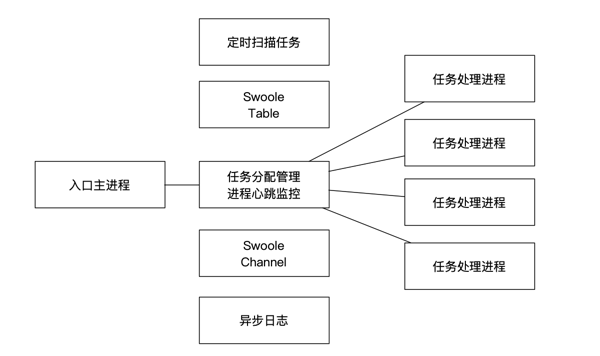 定时扫描任务
Swoole
Table
入口主进程
任务分配管理
进程心跳监控
Swoole
Channel
异步日志
任务处理进程
任务处理进程
任务处理进程
任务处理进程